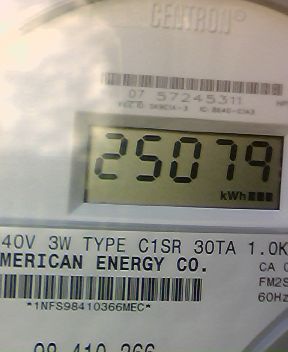 CENTRON®
07 57245311
25079
kWh
40V 3W TYPE C1SR 30TA 1.0K
MERICAN ENERGY CO.
CA 0
FM2S
60Hz
*1NFS98410366MEC*
98 410 366